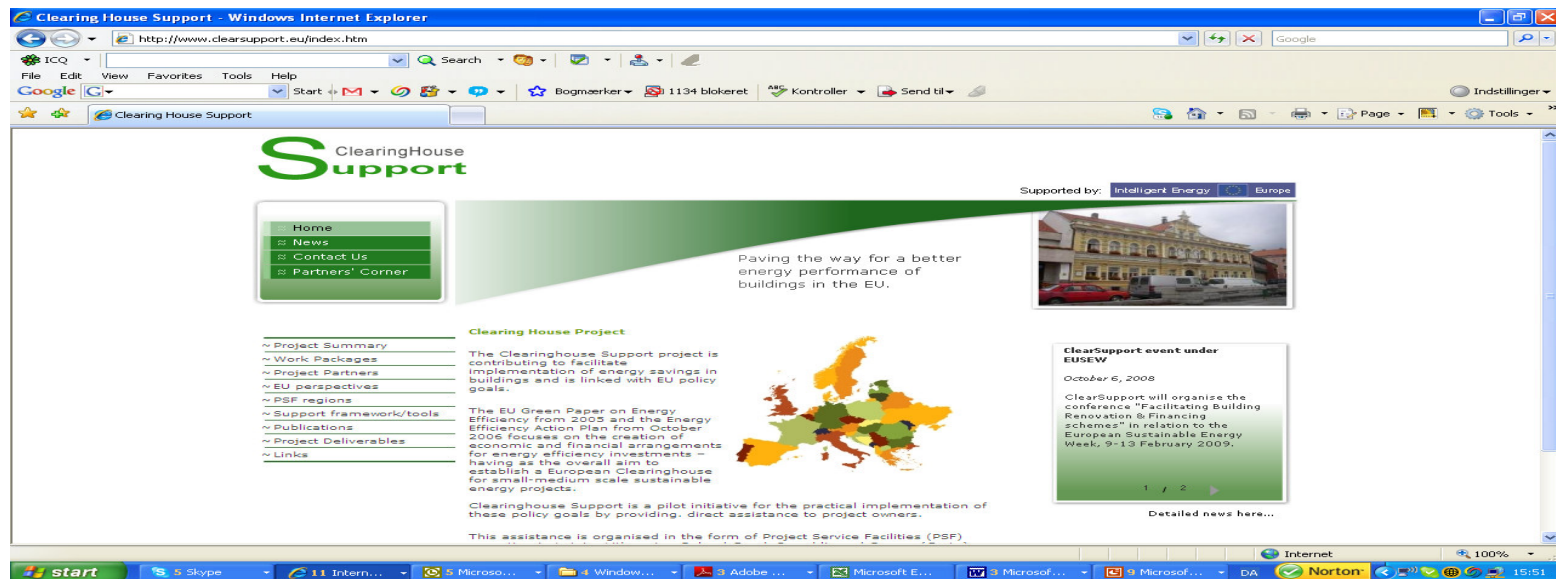 Clearing House Support - Windows Internet Explorer
http://www.clearsupport.eu/index.htm
Google
ICQ
Search
File Edit View Favorites Tools Help
Google G Start Bogmærker 1134 blokeret Kontroller Send til Indstillinger
Clearing House Support Page Tools
ClearingHouse
Support
Supported by: Intelligent Energy Europe
Home
News
Contact Us
Partners' Corner
Paving the way for a better
energy performance of
buildings in the EU.
~ Project Summary
~ Work Packages
~ Project Partners
~ EU perspectives
~ PSF regions
~ Support framework/tools
~ Publications
~ Project Deliverables
~ Links
Clearing House Project
The Clearinghouse Support project is
contributing to facilitate
implementation of energy savings in
buildings and is linked with EU policy
goals.
The EU Green Paper on Energy
Efficiency from 2005 and the Energy
Efficiency Action Plan from October
2006 focuses on the creation of
economic and financial arrangements
for energy efficiency investments –
having as the overall aim to
establish a European Clearinghouse
for small-medium scale sustainable
energy projects.
Clearinghouse Support is a pilot initiative for the practical implementation of
these policy goals by providing. direct assistance to project owners.
This assistance is organised in the form of Project Service Facilities (PSF)
ClearSupport event under
EUSEW
October 6, 2008
ClearSupport will organise the
conference "Facilitating Building
Renovation & Financing
schemes" in relation to the
European Sustainable Energy
Week, 9-13 February 2009.
1 / 2
Detailed news here...
Internet 100%
start 5 Skype 11 Intern... 5 Microso... 4 Window... 3 Adobe ... Microsoft E... 3 Microsof... 9 Microsof... DA Norton 15:51